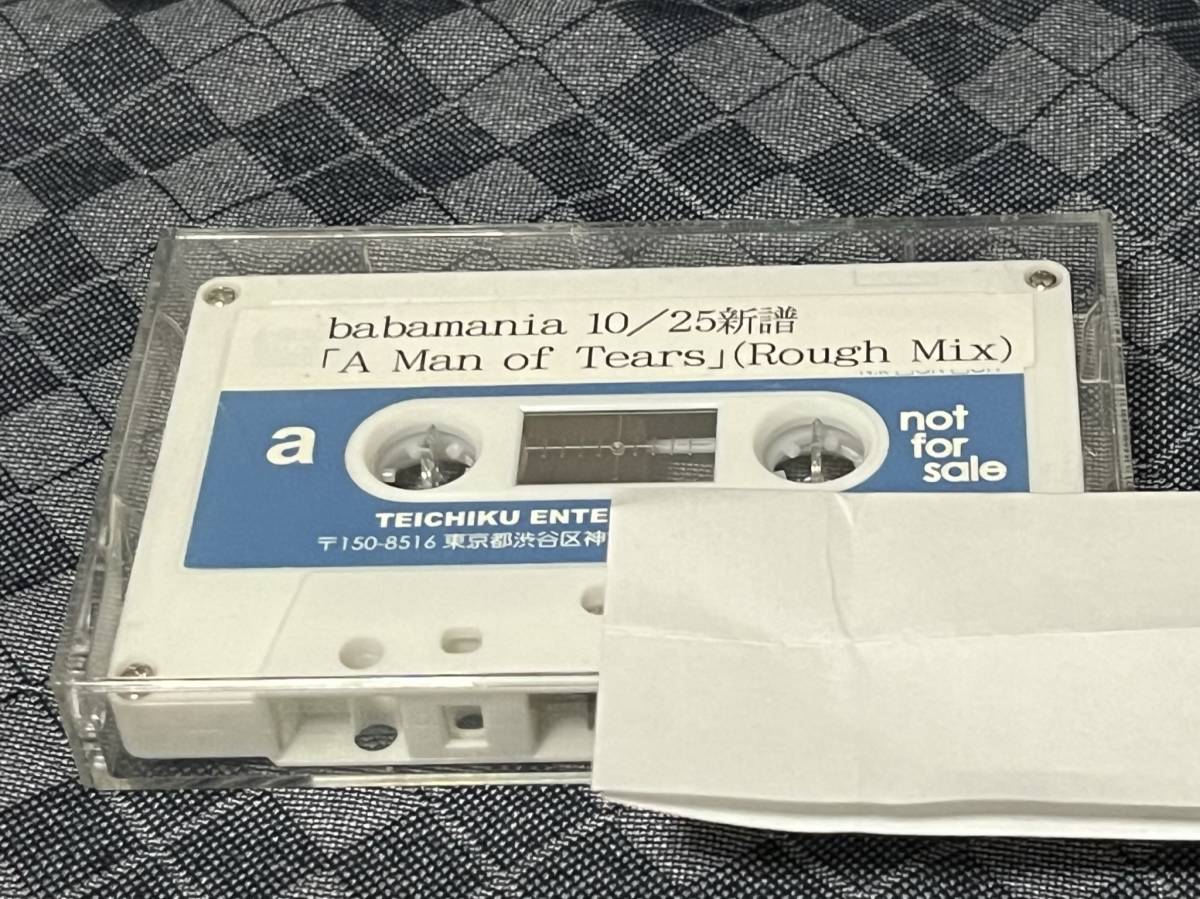 babamania 10/25新譜
「A Man of Tears」(Rough Mix)
a
not
for
sale
TEICHIKU ENTE
〒150-8516 東京都渋谷区神